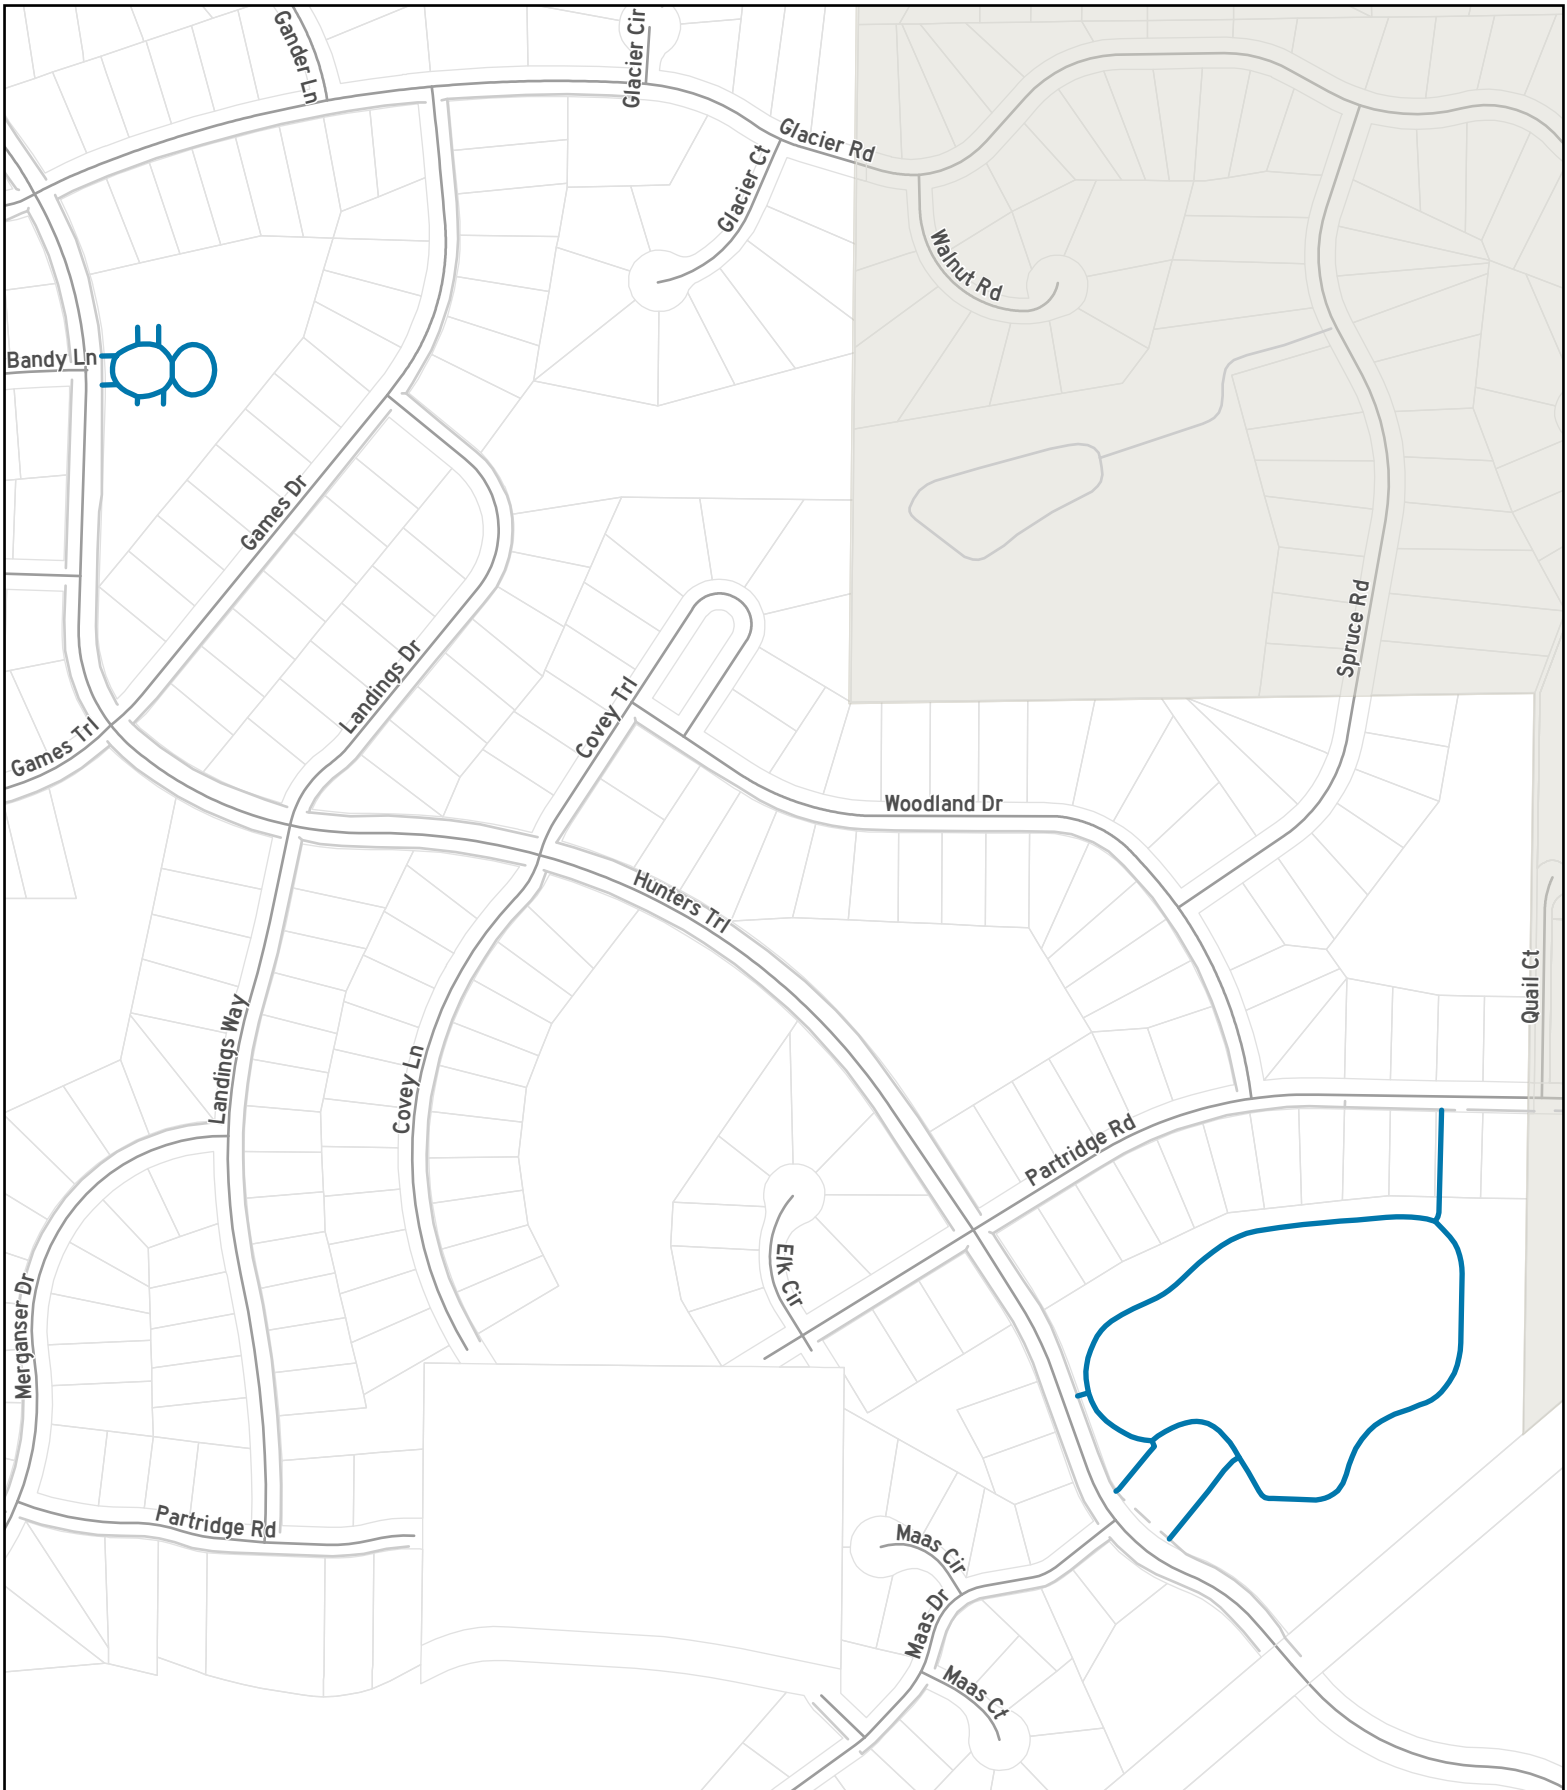 Gander Ln
Glacier Cir
Glacier Rd
Glacier Ct
Walnut Rd
Bandy Ln
Games Dr
Landings Dr
Spruce Rd
Covey Trl
Games Trl
Woodland Dr
Hunters Trl
Quail Ct
Landings Way
Covey Ln
Partridge Rd
Elk Cir
Merganser Dr
Partridge Rd
Maas Cir
Maas Dr
Maas Ct